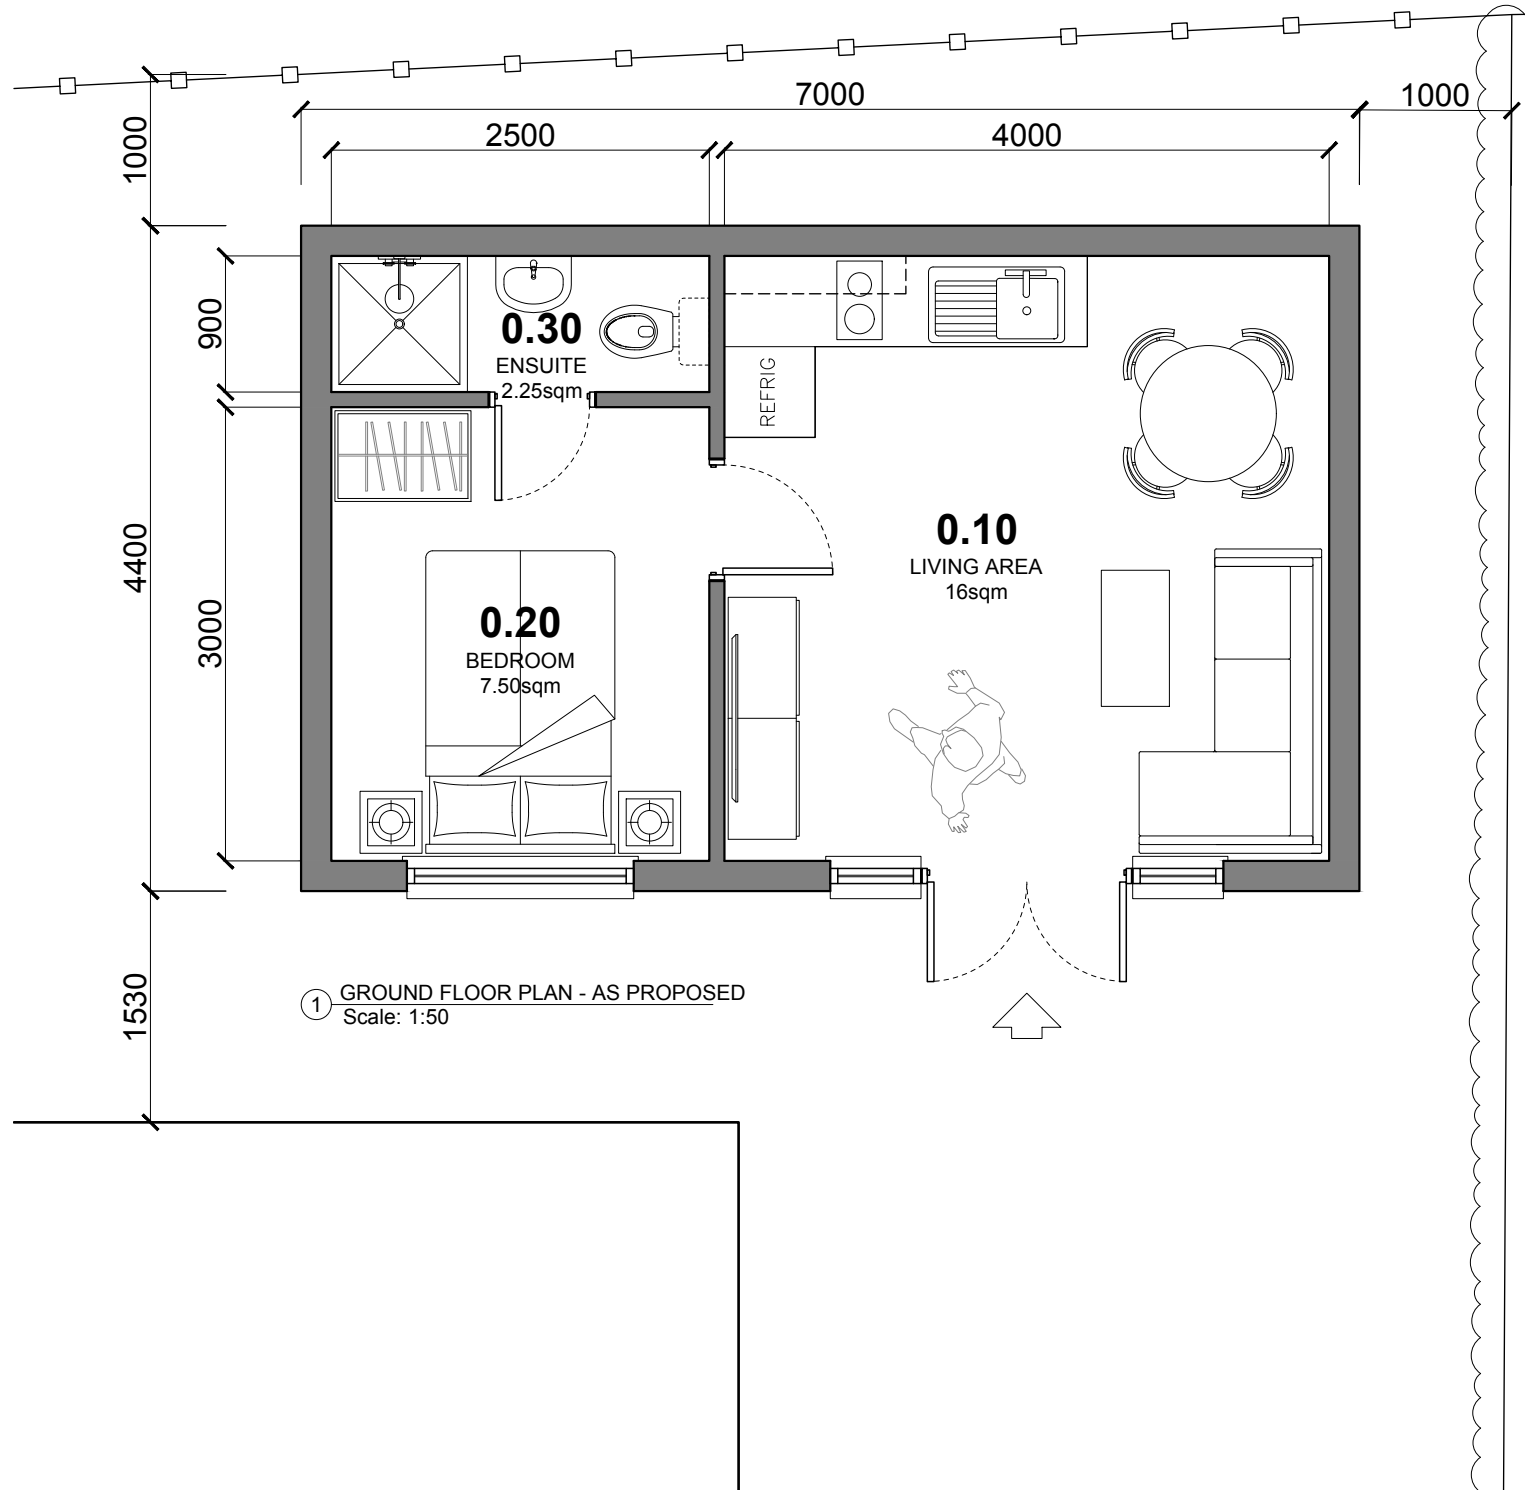 7000
1000
2500
4000
1000
900
0.30
ENSUITE
2.25sqm
REFRIG
4400
3000
0.10
LIVING AREA
16sqm
0.20
BEDROOM
7.50sqm
1530
1
GROUND FLOOR PLAN - AS PROPOSED
Scale: 1:50